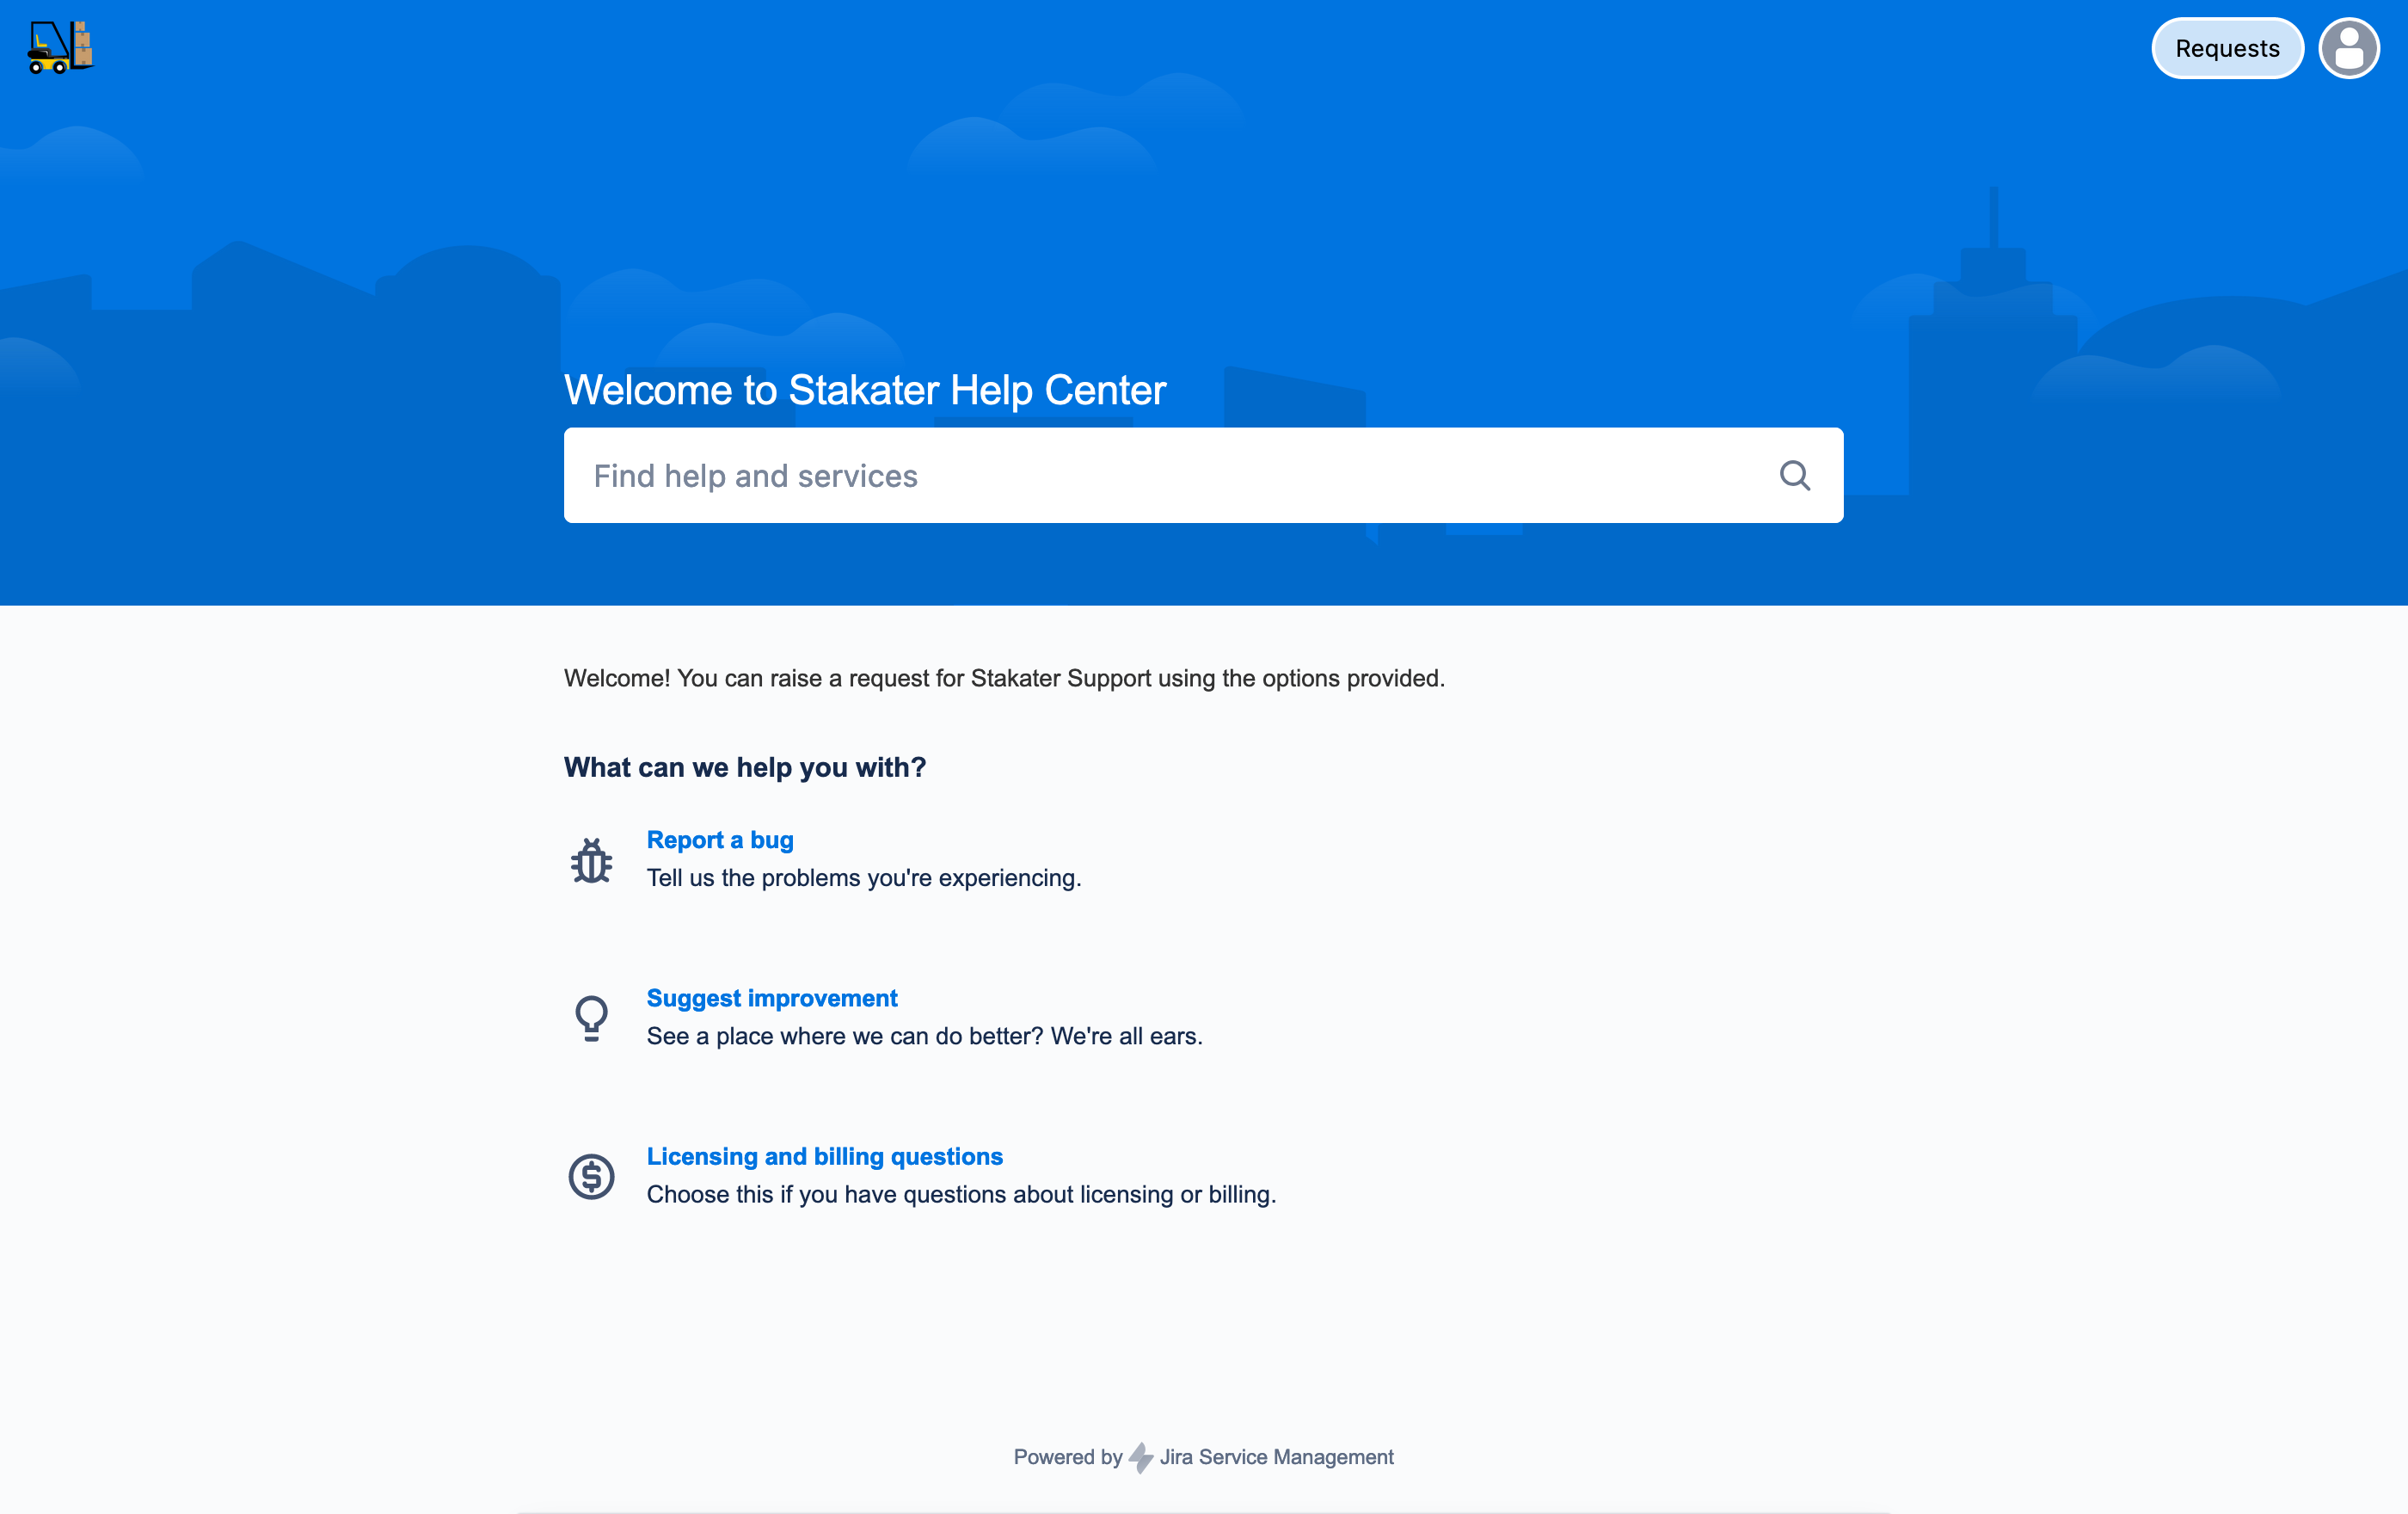 Requests
Welcome to Stakater Help Center
Find help and services
Welcome! You can raise a request for Stakater Support using the options provided.
What can we help you with?
Report a bug
Tell us the problems you're experiencing.
Suggest improvement
See a place where we can do better? We're all ears.
Licensing and billing questions
Choose this if you have questions about licensing or billing.
Powered by Jira Service Management